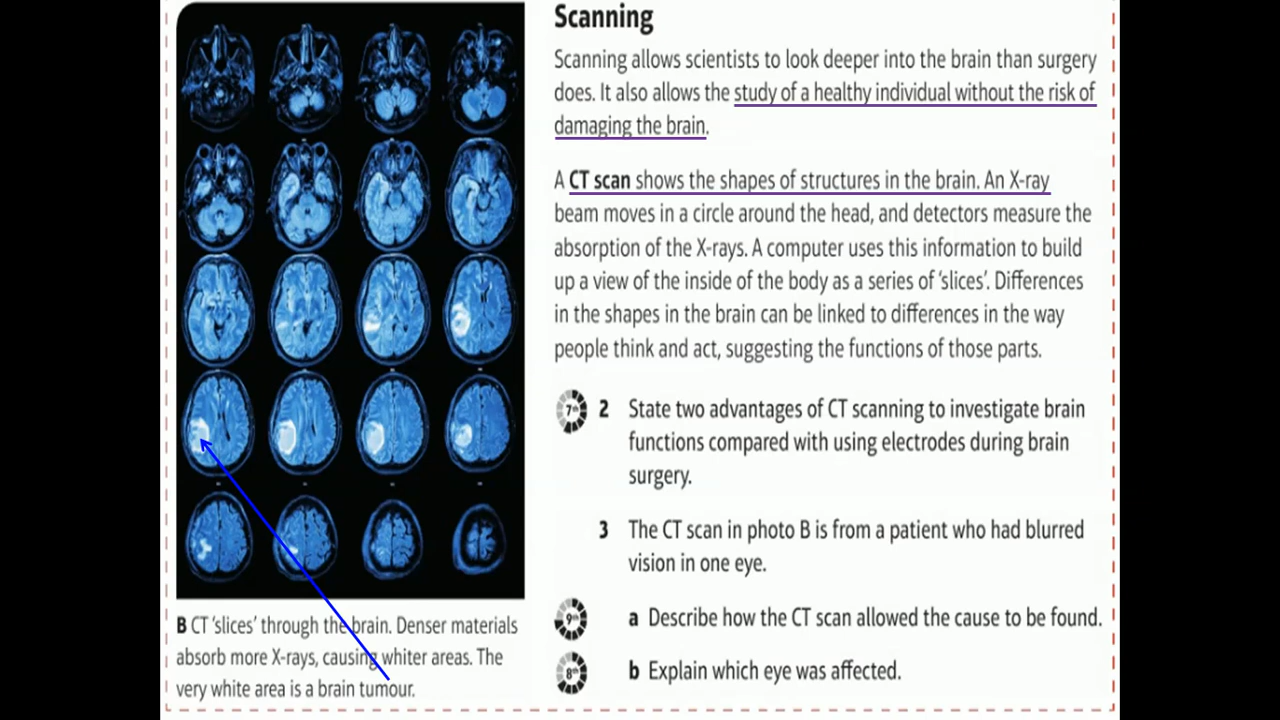 Scanning
Scanning allows scientists to look deeper into the brain than surgery
does. It also allows the study of a healthy individual without the risk of
damaging the brain.
A CT scan shows the shapes of structures in the brain. An X-ray
beam moves in a circle around the head, and detectors measure the
absorption of the X-rays. A computer uses this information to build
up a view of the inside of the body as a series of ‘slices’. Differences
in the shapes in the brain can be linked to differences in the way
people think and act, suggesting the functions of those parts.
7th 2 State two advantages of CT scanning to investigate brain
functions compared with using electrodes during brain
surgery.
3 The CT scan in photo B is from a patient who had blurred
vision in one eye.
9th a Describe how the CT scan allowed the cause to be found.
8th b Explain which eye was affected.
B CT ‘slices’ through the brain. Denser materials
absorb more X-rays, causing whiter areas. The
very white area is a brain tumour.